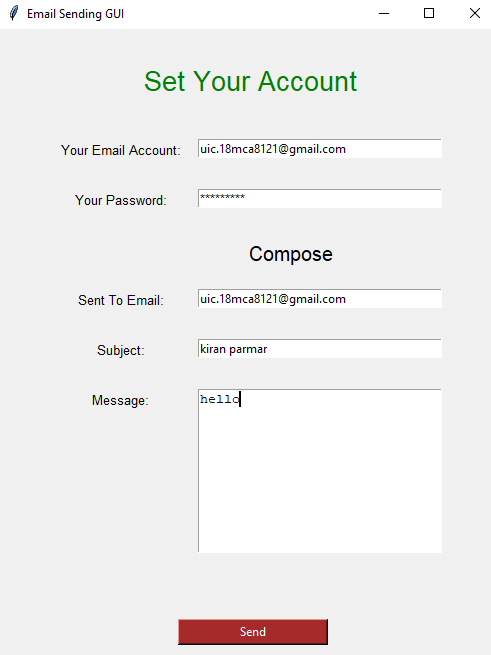 Email Sending GUI
Set Your Account
Your Email Account: uic.18mca8121@gmail.com
Your Password: *********
Compose
Sent To Email: uic.18mca8121@gmail.com
Subject: kiran parmar
Message: hello
Send